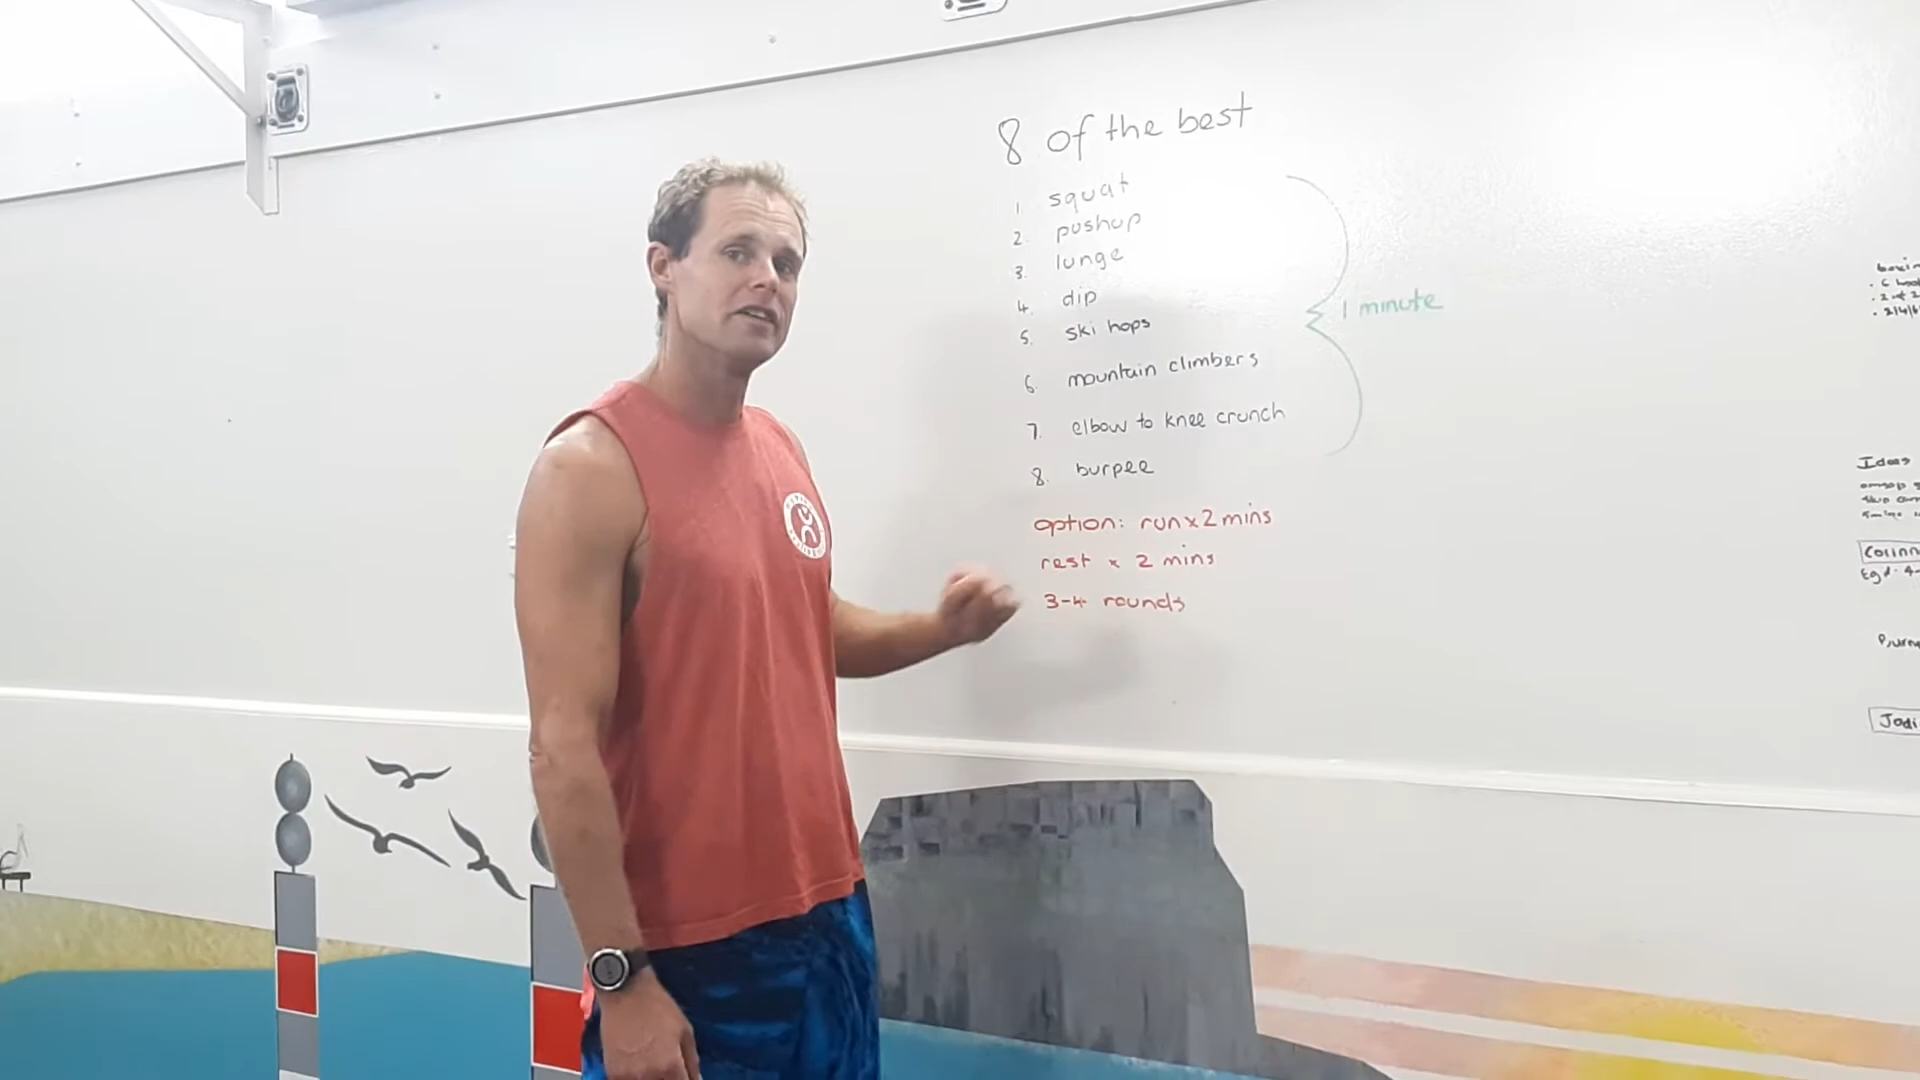 8 of the best
1 squat
2. pushup
3. lunge
4. dip
5. ski hops
6. mountain climbers
7. elbow to knee crunch
8. burpee
1 minute
option: run x 2 mins
rest x 2 mins
3-4 rounds
Ideas